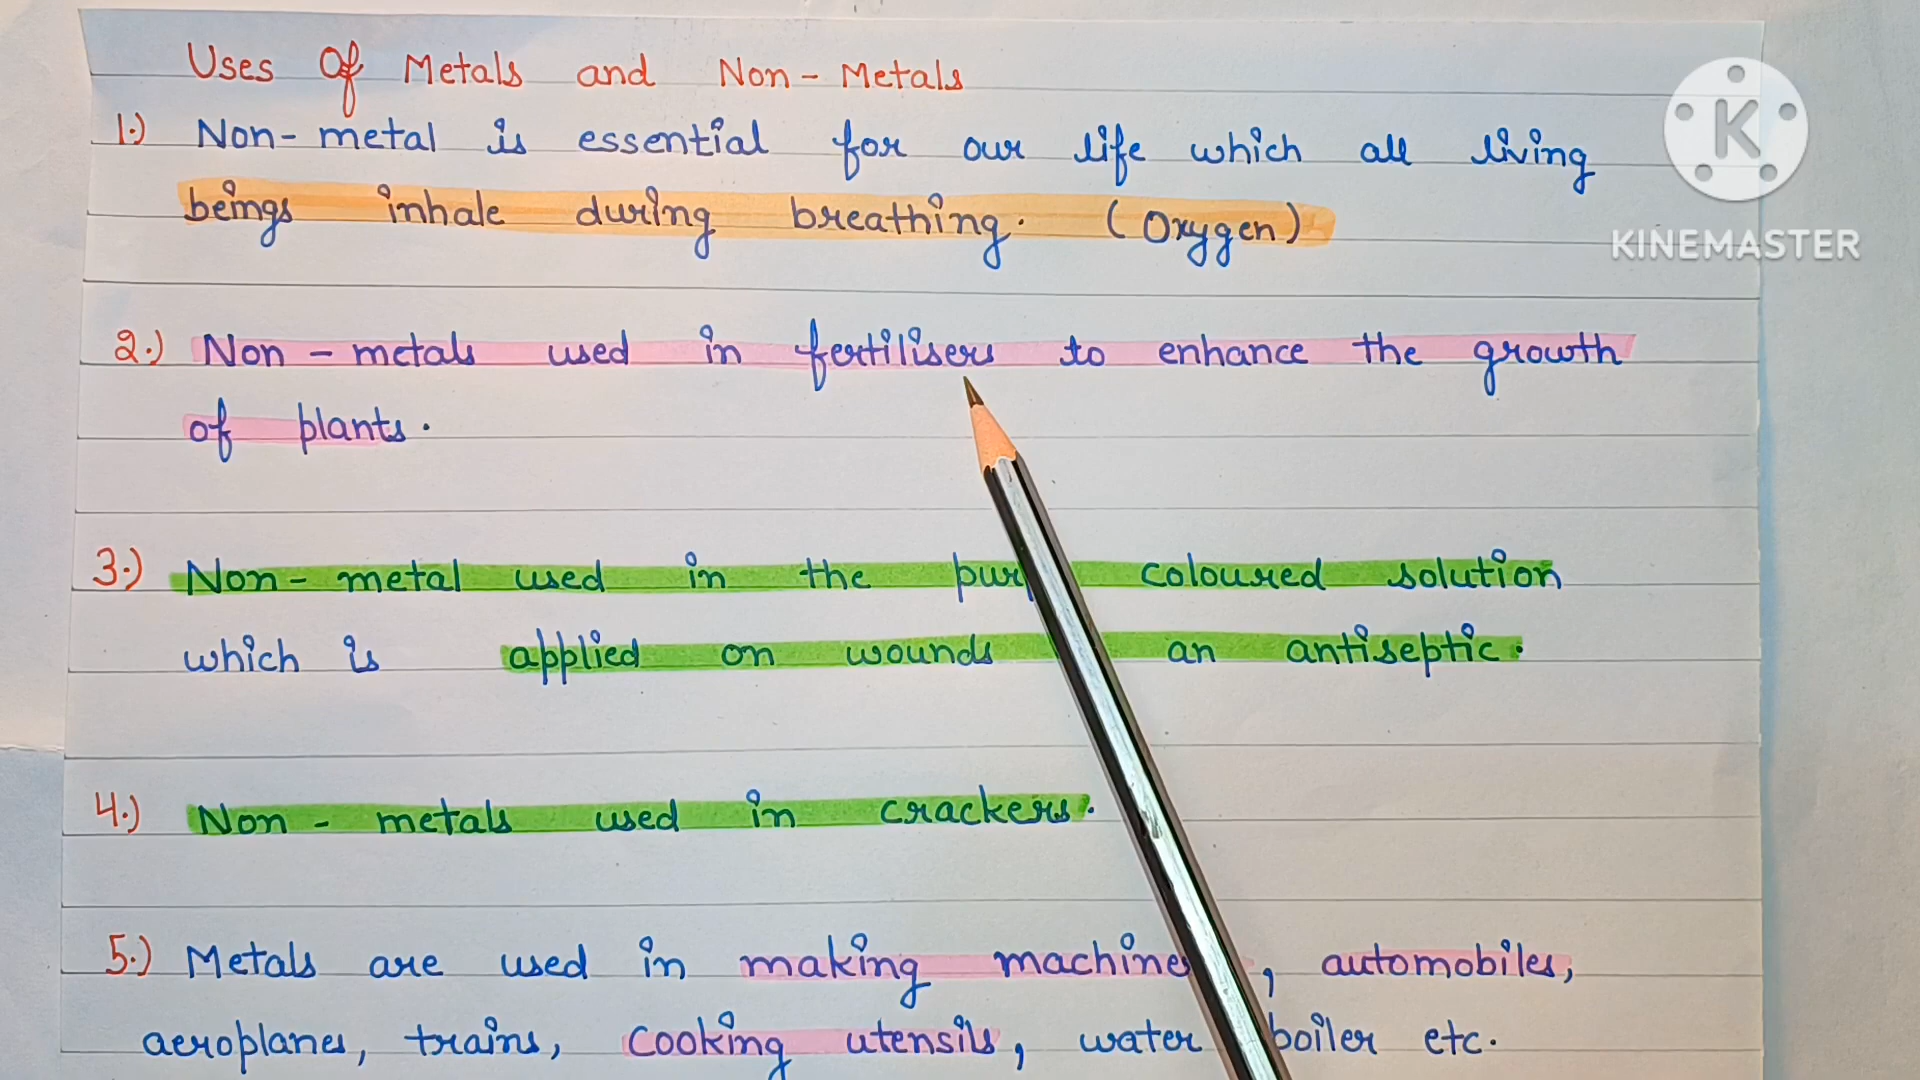 Uses Of Metals and Non-Metals
1.) Non-metal is essential for our life which all living
beings inhale during breathing. (Oxygen)
2.) Non-metals used in fertilisers to enhance the growth
of plants.
3.) Non-metal used in the coloured solution
which is applied on wounds an antiseptic.
4.) Non-metals used in crackers.
5.) Metals are used in making machine , automobiles,
aeroplanes, trains, cooking utensils, water boiler etc.
K
KINEMASTER